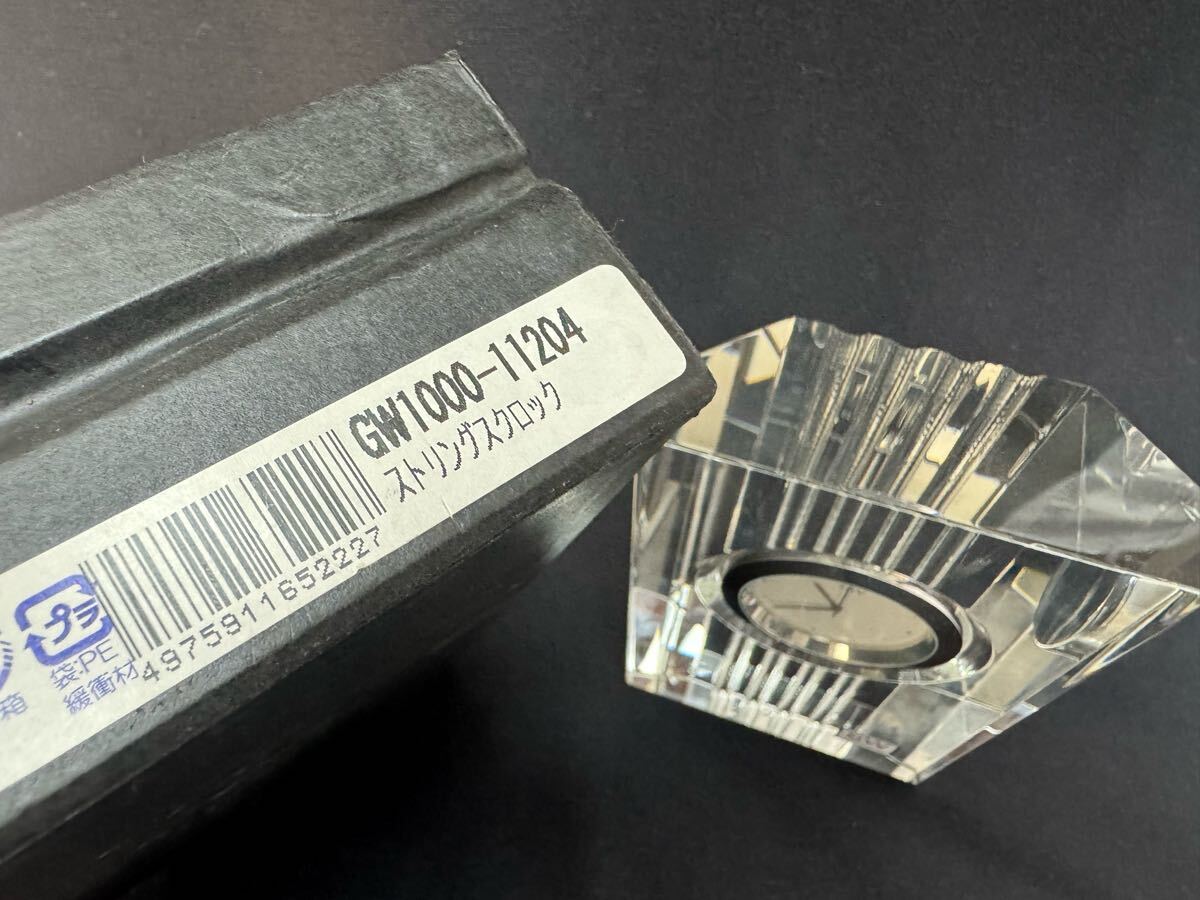 GW1000-11204
ストリングスクロック
4975911652227
プラ
袋:PE
緩衝材
箱